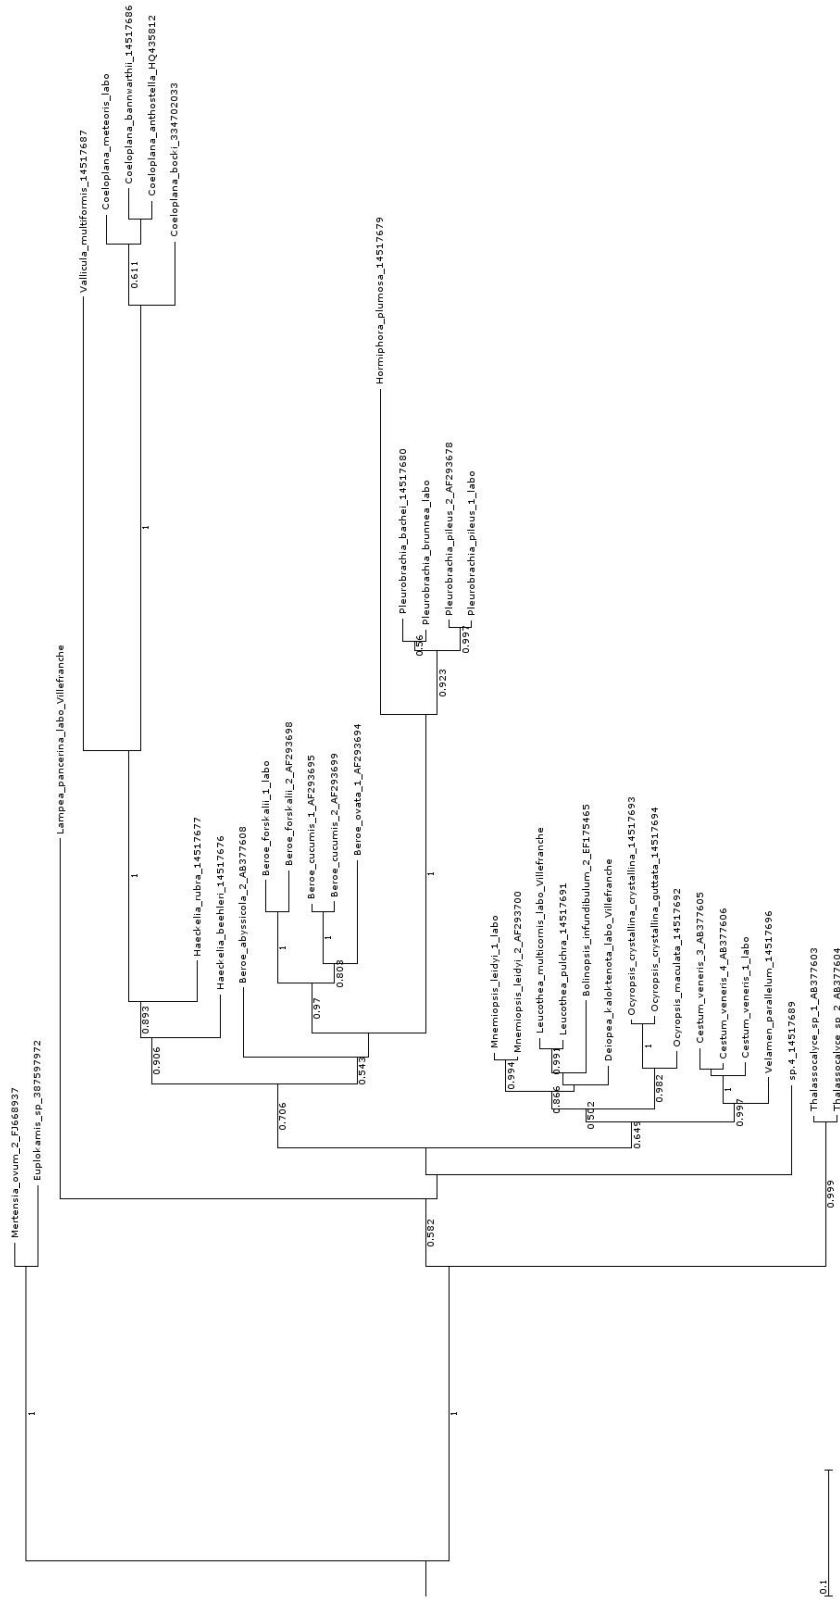 Mertensia_ovum_2_FJ668937
Euplokamis_sp_387597972
1
Lampea_pancerina_labo_Villefranche
Vallicula_multiformis_14517687
Coeloplana_meteoris_labo
Coeloplana_bannwarthii_14517686
Coeloplana_anthostella_HQ435812
0.611
Coeloplana_bocki_334702033
1
1
Haeckelia_rubra_14517677
0.893
Haeckelia_beehleri_14517676
0.906
Beroe_abyssicola_2_AB377608
Beroe_forskalii_1_labo
Beroe_forskalii_2_AF293698
1
Beroe_cucumis_1_AF293695
Beroe_cucumis_2_AF293699
1
Beroe_ovata_1_AF293694
0.803
0.97
Hormiphora_plumosa_14517679
Pleurobrachia_bachei_14517680
Pleurobrachia_brunnea_labo
0.56
Pleurobrachia_pileus_2_AF293678
Pleurobrachia_pileus_1_labo
0.997
0.923
1
0.543
0.706
Mnemiopsis_leidyi_1_labo
Mnemiopsis_leidyi_2_AF293700
0.994
Leucothea_multicornis_labo_Villefranche
Leucothea_pulchra_14517691
0.991
Bolinopsis_infundibulum_2_EF175465
Deiopea_kaloktenota_labo_Villefranche
0.866
Ocyropsis_crystallina_crystallina_14517693
Ocyropsis_crystallina_guttata_14517694
1
Ocyropsis_maculata_14517692
0.982
0.502
Cestum_veneris_3_AB377605
Cestum_veneris_4_AB377606
Cestum_veneris_1_labo
1
Velamen_parallelum_14517696
0.997
0.649
sp.4_14517689
0.582
Thalassocalyce_sp_1_AB377603
Thalassocalyce_sp_2_AB377604
0.999
1
0.1